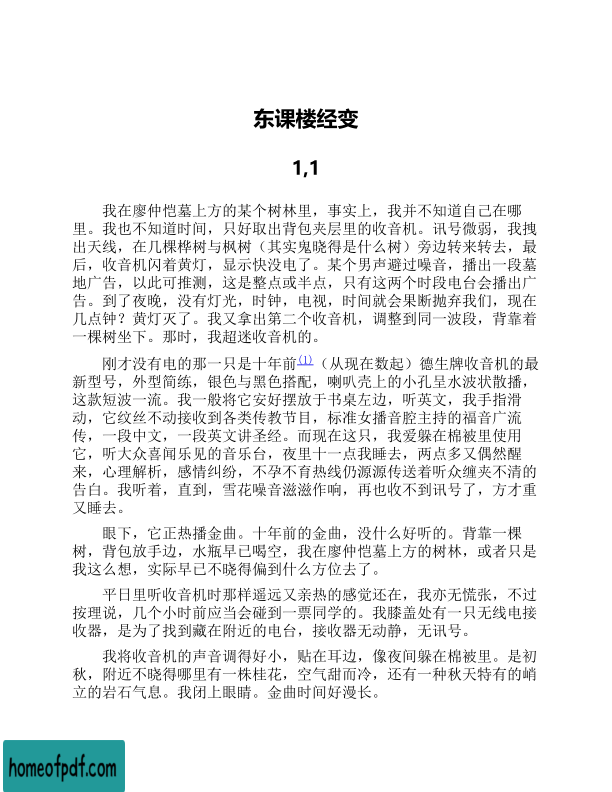 东课楼经变
1,1
我在廖仲恺墓上方的某个树林里，事实上，我并不知道自己在哪
里。我也不知道时间，只好取出背包夹层里的收音机。讯号微弱，我拽
出天线，在几棵桦树与枫树（其实鬼晓得是什么树）旁边转来转去，最
后，收音机闪着黄灯，显示快没电了。某个男声避过噪音，播出一段墓
地广告，以此可推测，这是整点或半点，只有这两个时段电台会播出广
告。到了夜晚，没有灯光，时钟，电视，时间就会果断抛弃我们，现在
几点钟？黄灯灭了。我又拿出第二个收音机，调整到同一波段，背靠着
一棵树坐下。那时，我超迷收音机的。
刚才没有电的那一只是十年前(1)（从现在数起）德生牌收音机的最
新型号，外型简练，银色与黑色搭配，喇叭壳上的小孔呈水波状散播，
这款短波一流。我一般将它安好摆放于书桌左边，听英文，我手指滑
动，它纹丝不动接收到各类传教节目，标准女播音腔主持的福音广流
传，一段中文，一段英文讲圣经。而现在这只，我爱躲在棉被里使用
它，听大众喜闻乐见的音乐台，夜里十一点我睡去，两点多又偶然醒
来，心理解析，感情纠纷，不孕不育热线仍源源传送着听众缠夹不清的
告白。我听着，直到，雪花噪音滋滋作响，再也收不到讯号了，方才重
又睡去。
眼下，它正热播金曲。十年前的金曲，没什么好听的。背靠一棵
树，背包放手边，水瓶早已喝空，我在廖仲恺墓上方的树林，或者只是
我这么想，实际早已不晓得偏到什么方位去了。
平日里听收音机时那样遥远又亲热的感觉还在，我亦无慌张，不过
按理说，几个小时前应当会碰到一票同学的。我膝盖处有一只无线电接
收器，是为了找到藏在附近的电台，接收器无动静，无讯号。
我将收音机的声音调得好小，贴在耳边，像夜间躲在棉被里。是初
秋，附近不晓得哪里有一株桂花，空气甜而冷，还有一种秋天特有的峭
立的岩石气息。我闭上眼睛。金曲时间好漫长。
homeofpdf.com